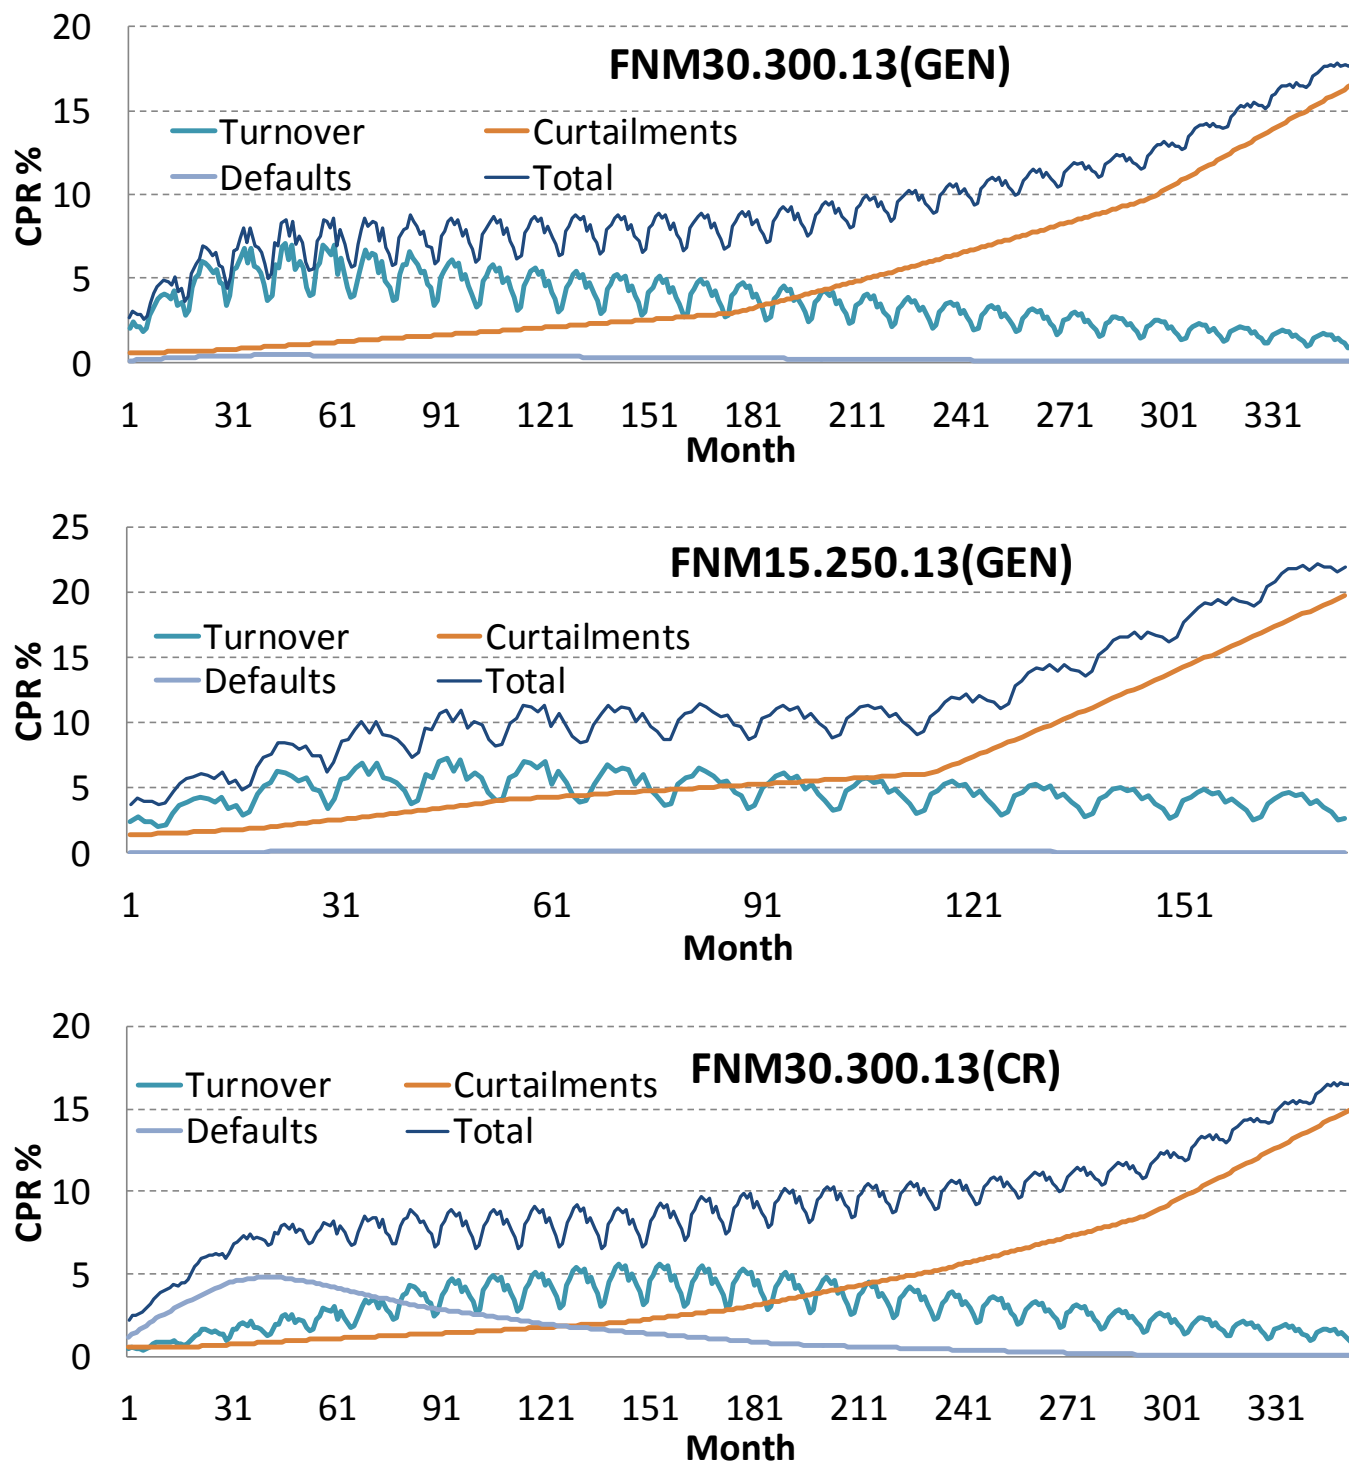 FNM30.300.13(GEN)
CPR %
20
15
10
5
0
Turnover Curtailments
Defaults Total
1 31 61 91 121 151 181 211 241 271 301 331
Month
FNM15.250.13(GEN)
CPR %
25
20
15
10
5
0
Turnover Curtailments
Defaults Total
1 31 61 91 121 151
Month
FNM30.300.13(CR)
CPR %
20
15
10
5
0
Turnover Curtailments
Defaults Total
1 31 61 91 121 151 181 211 241 271 301 331
Month